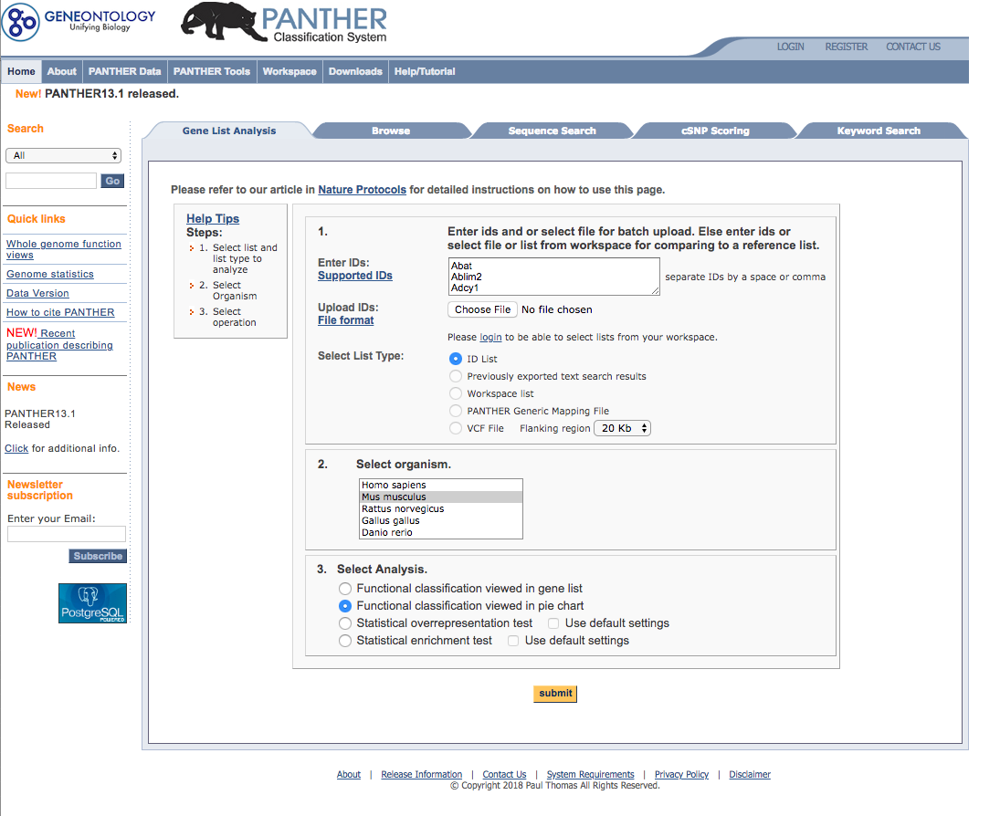 GENEONTOLOGY
Unifying Biology
PANTHER
Classification System
LOGIN REGISTER CONTACT US
Home About PANTHER Data PANTHER Tools Workspace Downloads Help/Tutorial
New! PANTHER13.1 released.
Search
All
Go
Quick links
Whole genome function
views
Genome statistics
Data Version
How to cite PANTHER
NEW! Recent
publication describing
PANTHER
News
PANTHER13.1
Released
Click for additional info.
Newsletter
subscription
Enter your Email:
Subscribe
PostgreSQL
POWERED
Gene List Analysis Browse Sequence Search cSNP Scoring Keyword Search
Please refer to our article in Nature Protocols for detailed instructions on how to use this page.
Help Tips
Steps:
1. Select list and
list type to
analyze
2. Select
Organism
3. Select
operation
1. Enter ids and or select file for batch upload. Else enter ids or
select file or list from workspace for comparing to a reference list.
Enter IDs:
Supported IDs
Abat
Ablim2
Adcy1
separate IDs by a space or comma
Upload IDs:
File format
Choose File No file chosen
Please login to be able to select lists from your workspace.
Select List Type:
ID List
Previously exported text search results
Workspace list
PANTHER Generic Mapping File
VCF File Flanking region 20 Kb
2. Select organism.
Homo sapiens
Mus musculus
Rattus norvegicus
Gallus gallus
Danio rerio
3. Select Analysis.
Functional classification viewed in gene list
Functional classification viewed in pie chart
Statistical overrepresentation test Use default settings
Statistical enrichment test Use default settings
submit
About | Release Information | Contact Us | System Requirements | Privacy Policy | Disclaimer
© Copyright 2018 Paul Thomas All Rights Reserved.